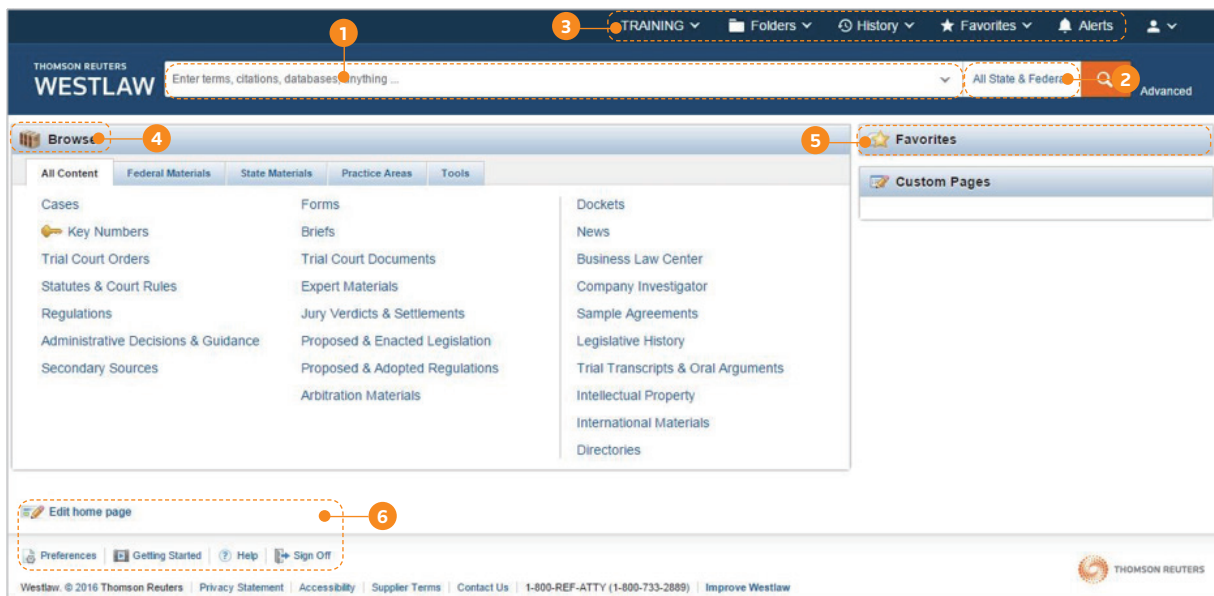 TRAINING Folders History Favorites Alerts
1
3
THOMSON REUTERS
WESTLAW
Enter terms, citations, databases, anything ...
All State & Federal
2
Advanced
Browse
4
5
Favorites
All Content Federal Materials State Materials Practice Areas Tools
Custom Pages
Cases
Key Numbers
Trial Court Orders
Statutes & Court Rules
Regulations
Administrative Decisions & Guidance
Secondary Sources
Forms
Briefs
Trial Court Documents
Expert Materials
Jury Verdicts & Settlements
Proposed & Enacted Legislation
Proposed & Adopted Regulations
Arbitration Materials
Dockets
News
Business Law Center
Company Investigator
Sample Agreements
Legislative History
Trial Transcripts & Oral Arguments
Intellectual Property
International Materials
Directories
Edit home page
6
Preferences Getting Started Help Sign Off
THOMSON REUTERS
Westlaw. © 2016 Thomson Reuters Privacy Statement Accessibility Supplier Terms Contact Us 1-800-REF-ATTY (1-800-733-2889) Improve Westlaw